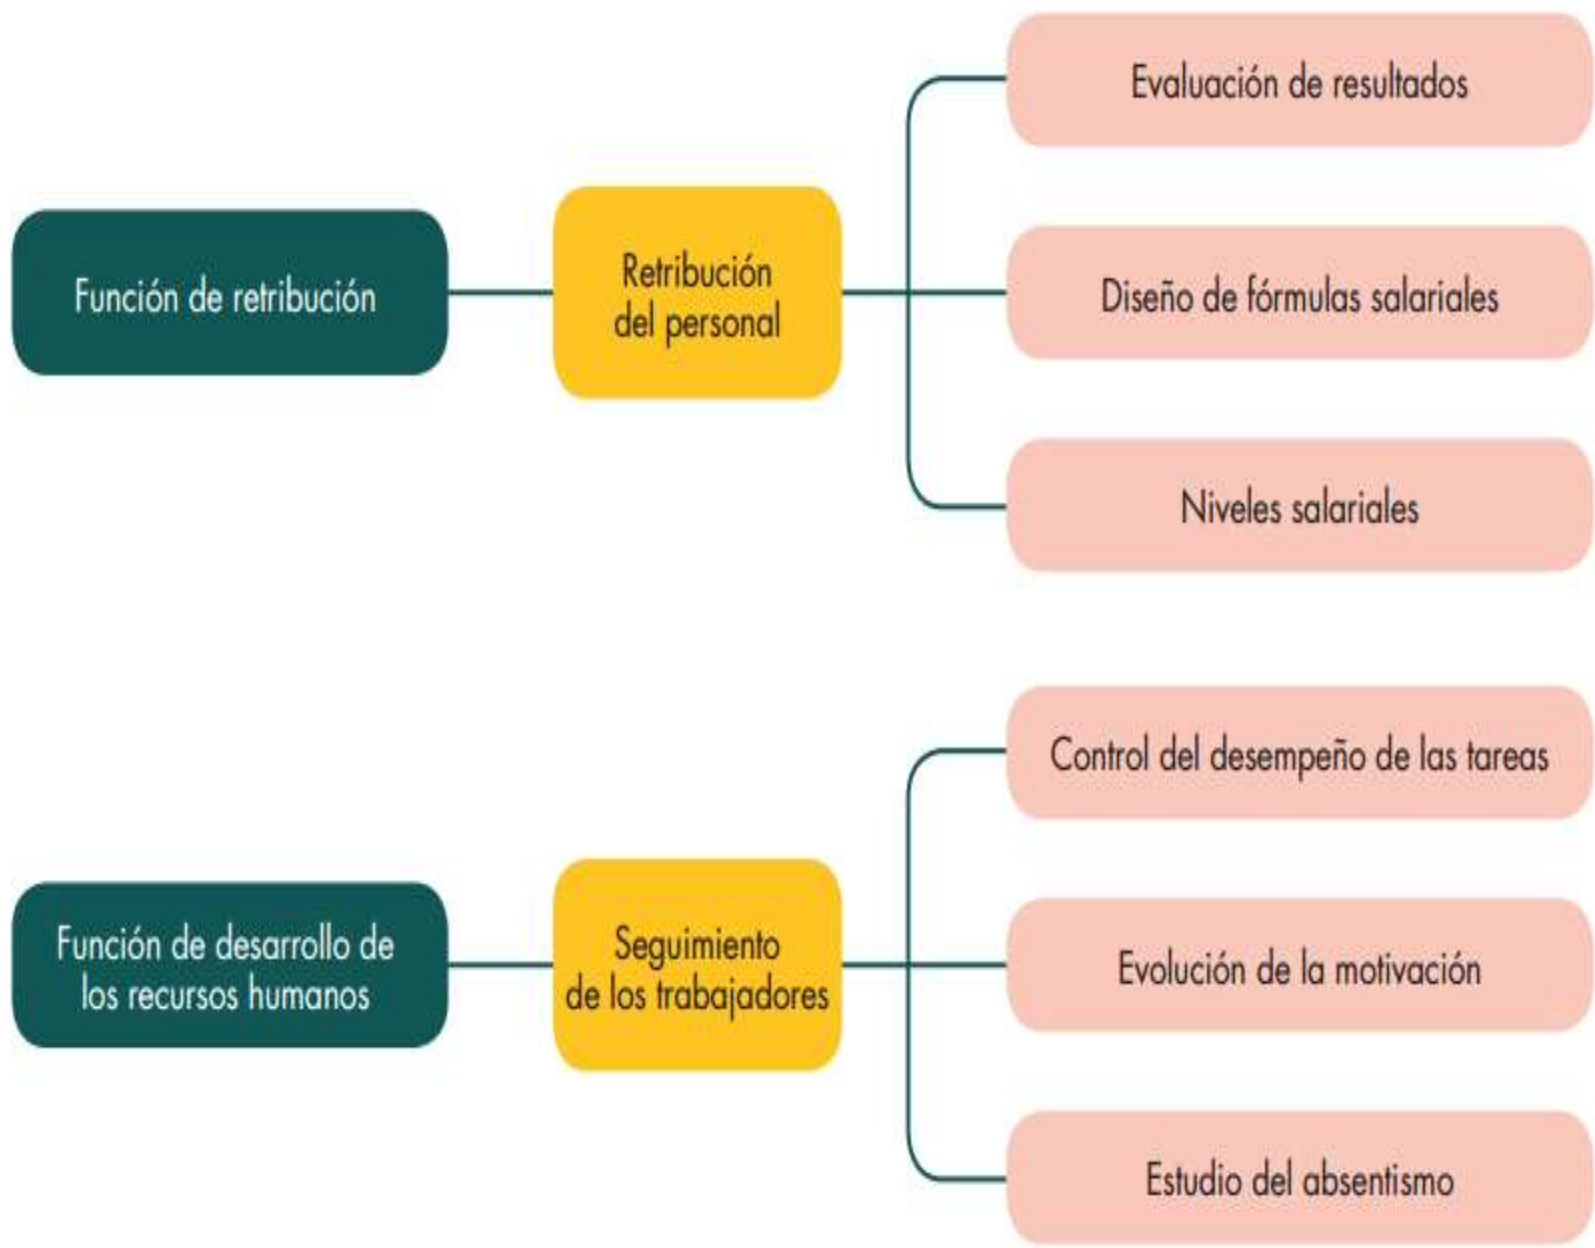 Función de retribución
Retribución
del personal
Evaluación de resultados
Diseño de fórmulas salariales
Niveles salariales
Función de desarrollo de
los recursos humanos
Seguimiento
de los trabajadores
Control del desempeño de las tareas
Evolución de la motivación
Estudio del absentismo